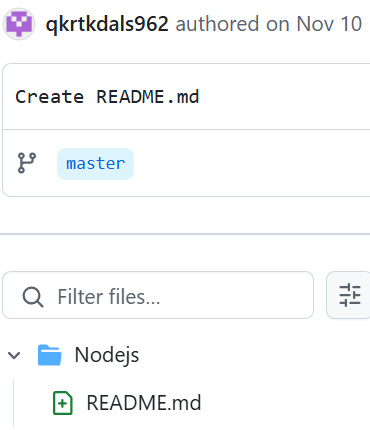 qkrtkdals962 authored on Nov 10
Create README.md
master
Filter files...
Nodejs
README.md